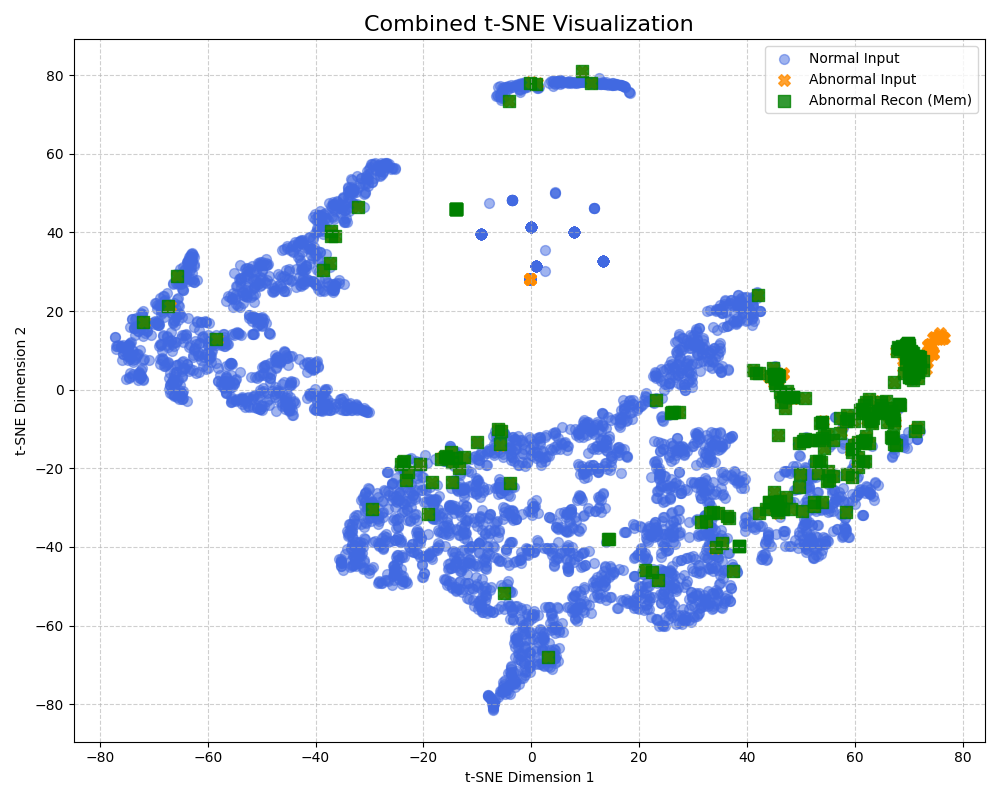 Combined t-SNE Visualization
Normal Input
Abnormal Input
Abnormal Recon (Mem)
t-SNE Dimension 2
80
60
40
20
0
−20
−40
−60
−80
−80 −60 −40 −20 0 20 40 60 80
t-SNE Dimension 1